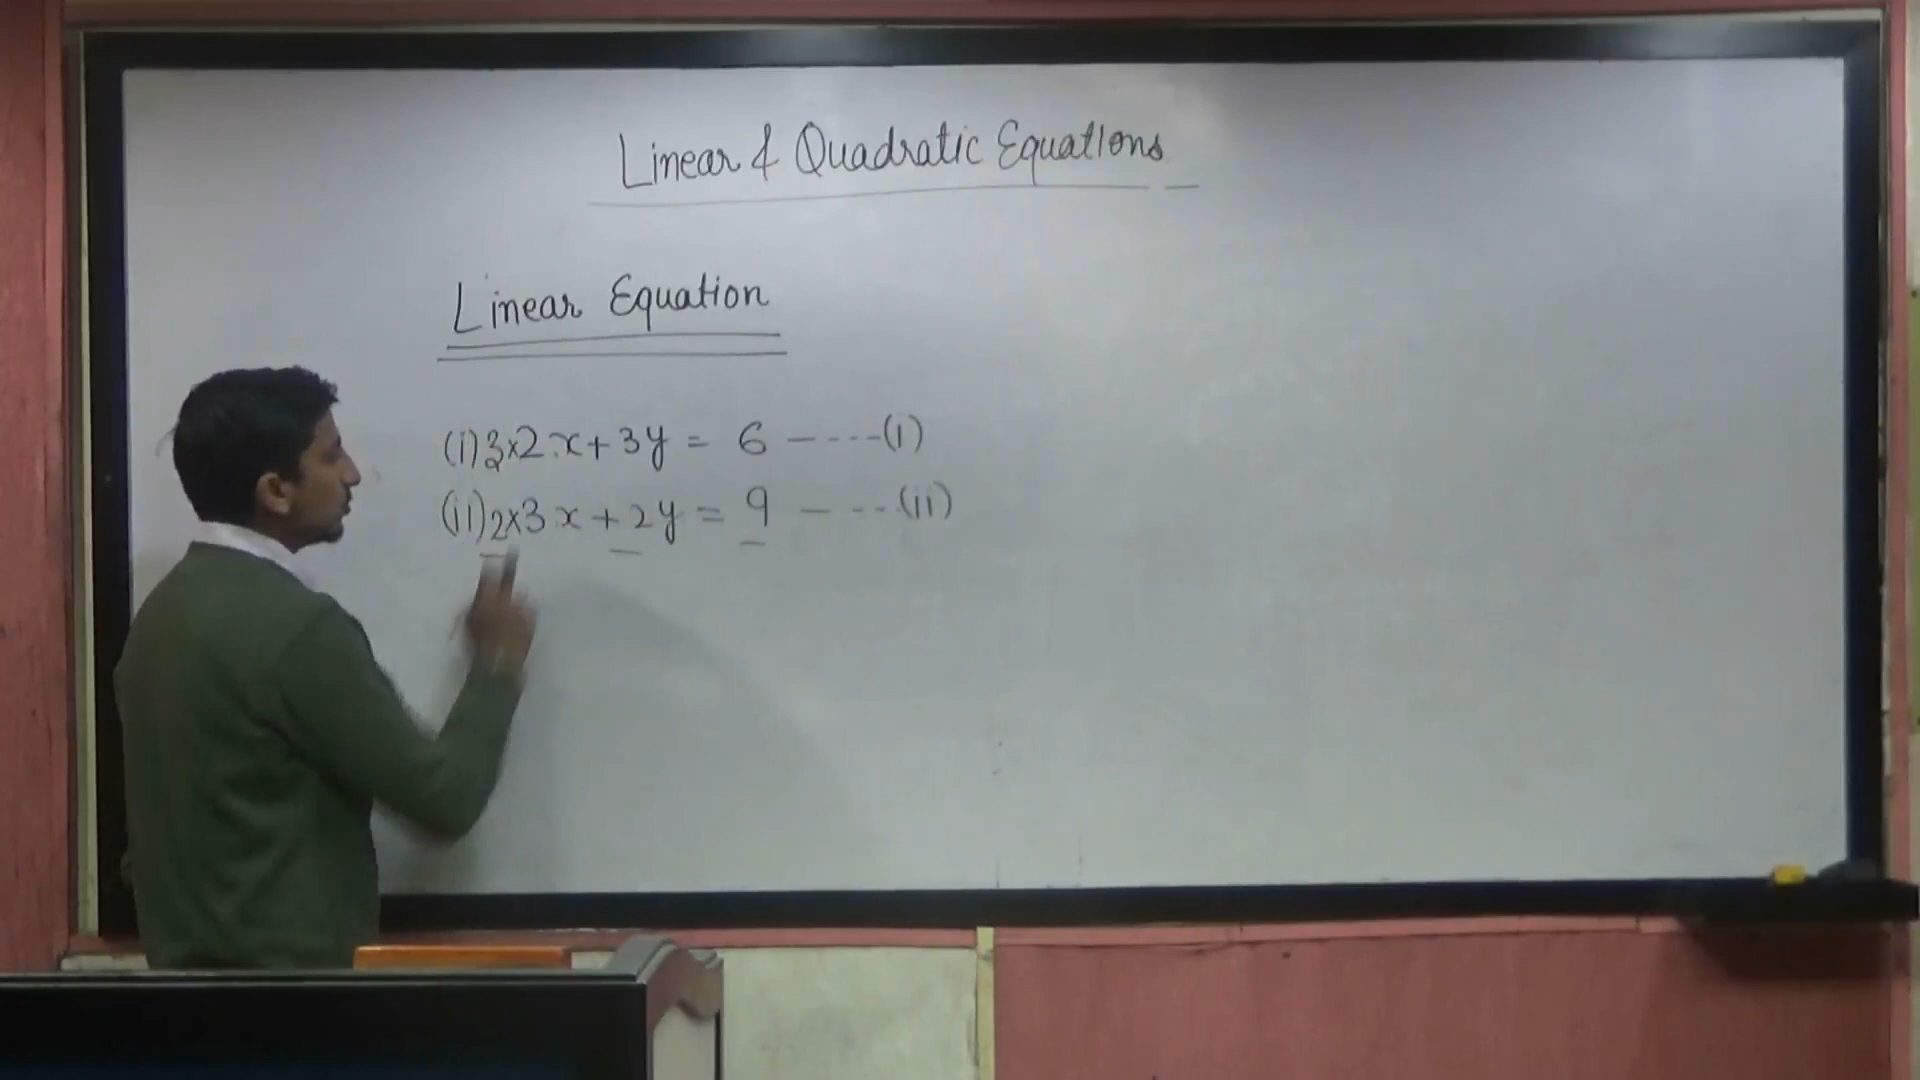 Linear & Quadratic Equations
Linear Equation
(i) 3×2x+3y = 6 ----(i)
(ii) 2×3x+2y = 9 ----(ii)